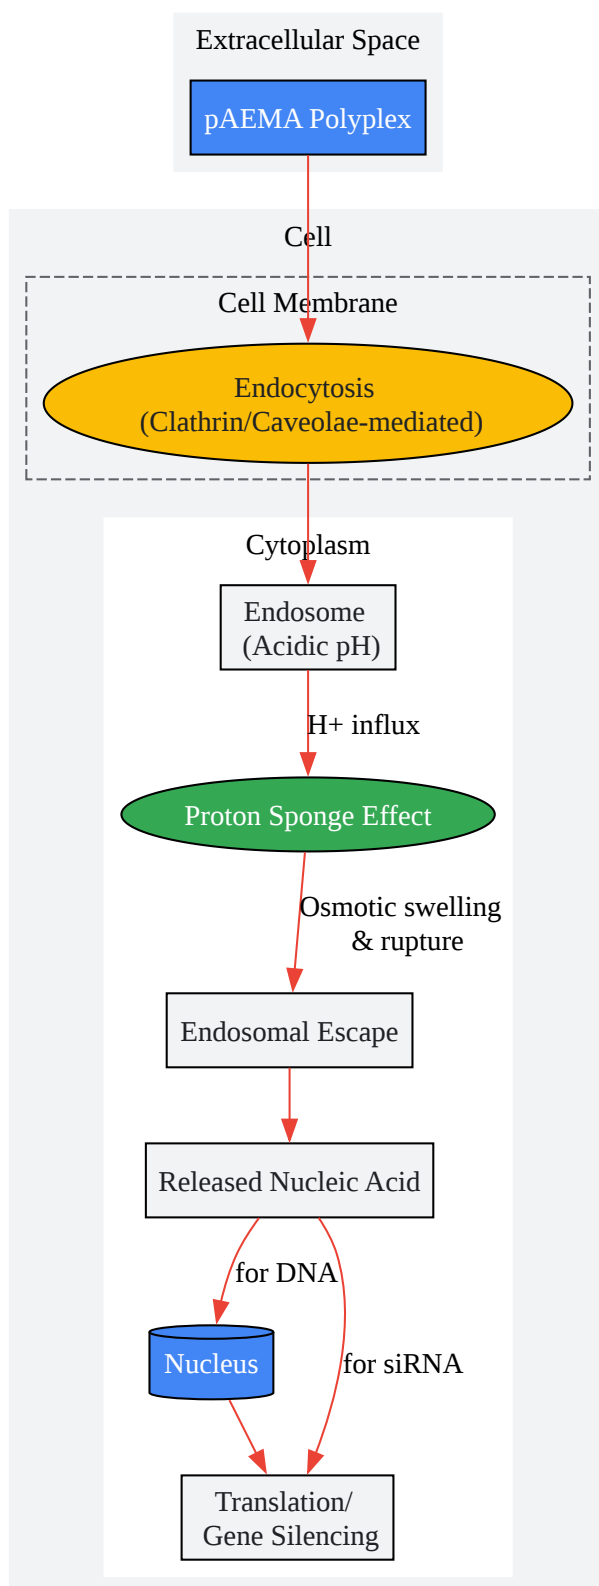 Extracellular Space
pAEMA Polyplex
Cell
Cell Membrane
Endocytosis
(Clathrin/Caveolae-mediated)
Cytoplasm
Endosome
(Acidic pH)
H+ influx
Proton Sponge Effect
Osmotic swelling
& rupture
Endosomal Escape
Released Nucleic Acid
for DNA
Nucleus
for siRNA
Translation/
Gene Silencing